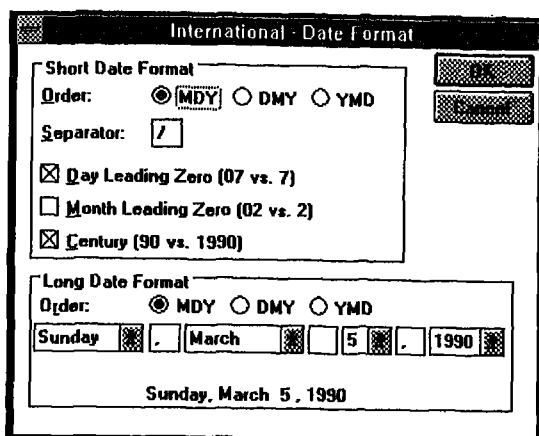 International - Date Format
Short Date Format
Order: MDY DMY YMD
Separator: /
Day Leading Zero (07 vs. 7)
Month Leading Zero (02 vs. 2)
Century (90 vs. 1990)
OK
Cancel
Long Date Format
Order: MDY DMY YMD
Sunday , March 5 , 1990
Sunday, March 5 , 1990